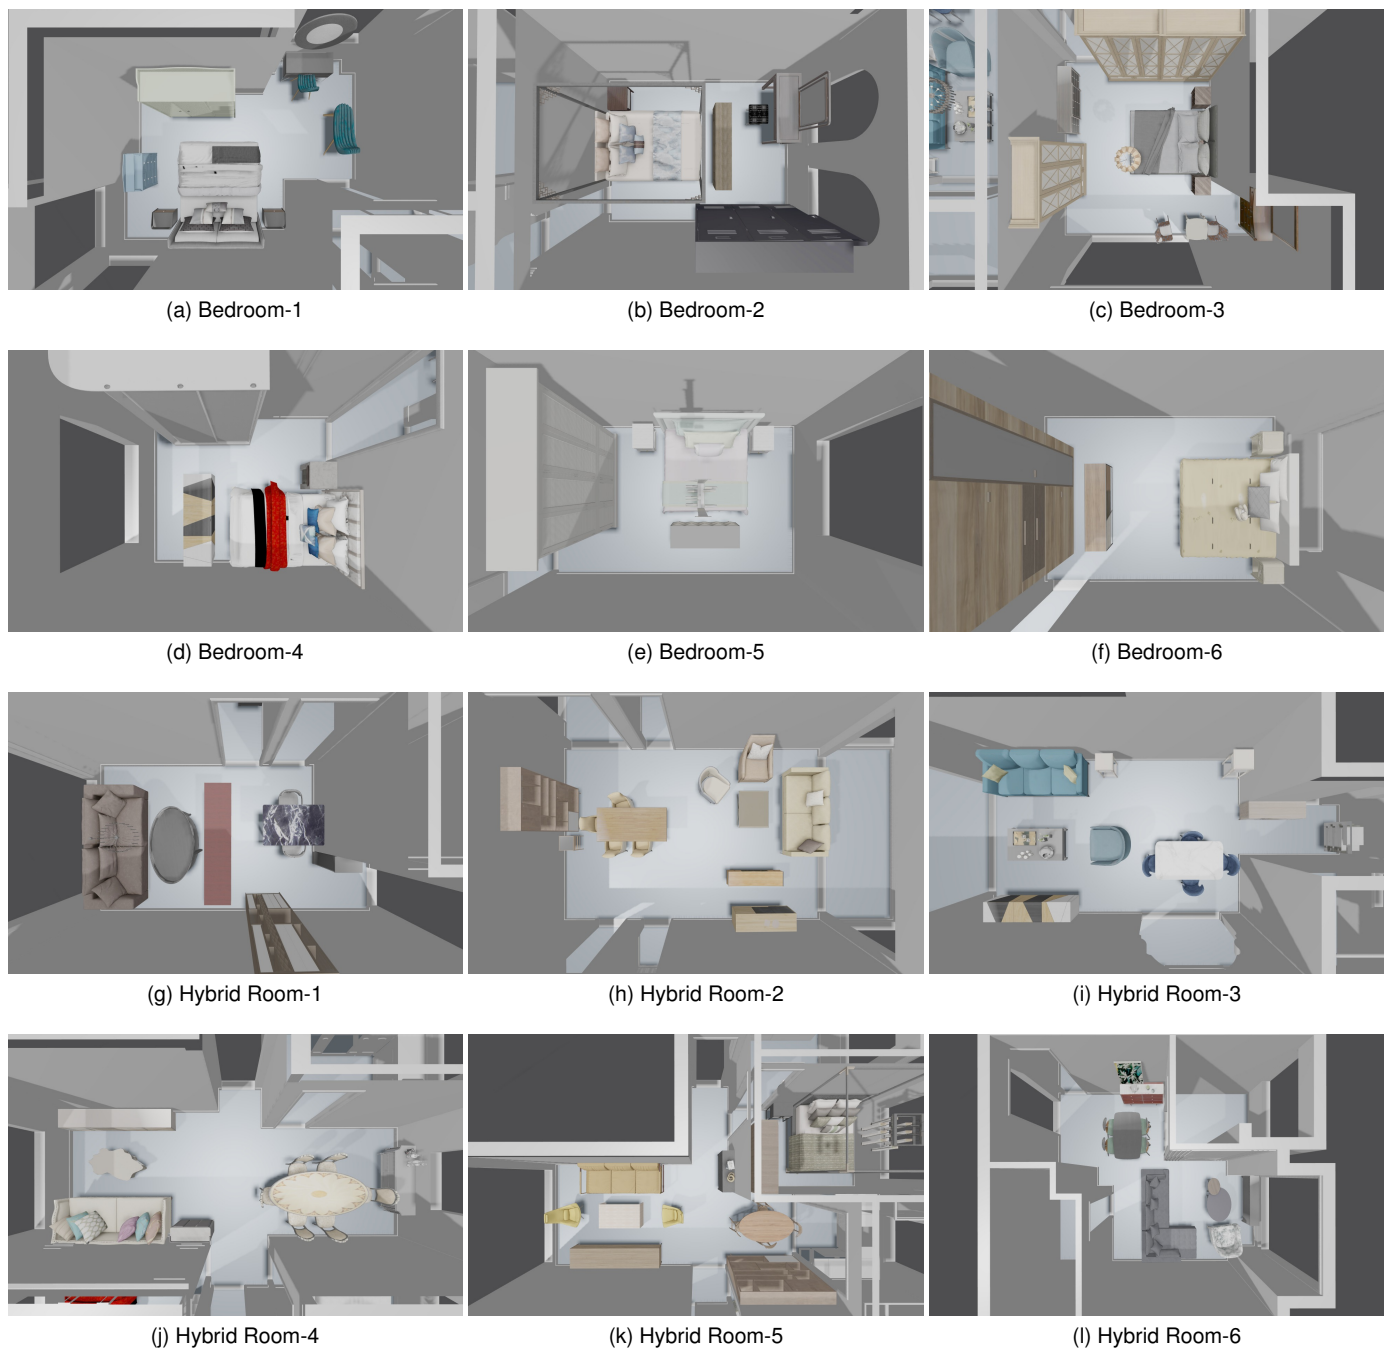 (a) Bedroom-1
(b) Bedroom-2
(c) Bedroom-3
(d) Bedroom-4
(e) Bedroom-5
(f) Bedroom-6
(g) Hybrid Room-1
(h) Hybrid Room-2
(i) Hybrid Room-3
(j) Hybrid Room-4
(k) Hybrid Room-5
(l) Hybrid Room-6